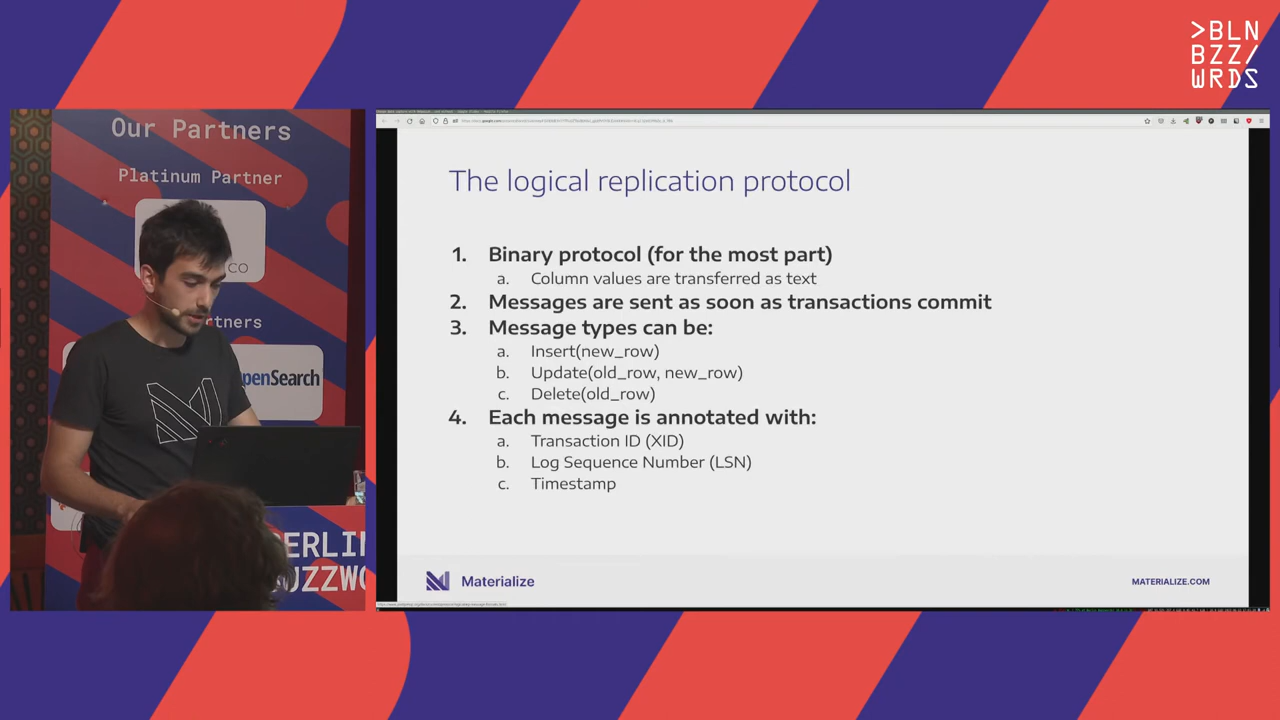 >BLN
BZZ/
WRDS
Our Partners
Platinum Partner
CO
rtners
penSearch
ERLIN
UZZWO
The logical replication protocol
1. Binary protocol (for the most part)
a. Column values are transferred as text
2. Messages are sent as soon as transactions commit
3. Message types can be:
a. Insert(new_row)
b. Update(old_row, new_row)
c. Delete(old_row)
4. Each message is annotated with:
a. Transaction ID (XID)
b. Log Sequence Number (LSN)
c. Timestamp
Materialize
MATERIALIZE.COM